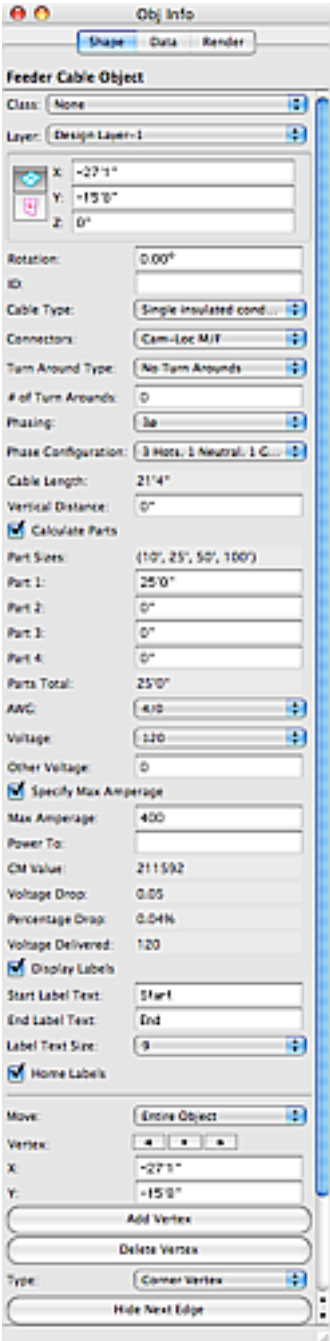 Obj Info
Shape Data Render
Feeder Cable Object
Class: None
Layer: Design Layer-1
X: -27'1"
Y: -15'0"
Z: 0"
Rotation: 0.00°
ID:
Cable Type: Single insulated cond...
Connectors: Cam-Loc M/F
Turn Around Type: No Turn Arounds
# of Turn Arounds: 0
Phasing: 3ø
Phase Configuration: 3 Hots, 1 Neutral, 1 G...
Cable Length: 21'4"
Vertical Distance: 0"
Calculate Parts
Part Sizes: (10', 25', 50', 100')
Part 1: 25'0"
Part 2: 0"
Part 3: 0"
Part 4: 0"
Parts Total: 25'0"
AWG: 4/0
Voltage: 120
Other Voltage: 0
Specify Max Amperage
Max Amperage: 400
Power To:
CM Value: 211592
Voltage Drop: 0.05
Percentage Drop: 0.04%
Voltage Delivered: 120
Display Labels
Start Label Text: Start
End Label Text: End
Label Text Size: 9
Home Labels
Move: Entire Object
Vertex:
X: -27'1"
Y: -15'0"
Add Vertex
Delete Vertex
Type: Corner Vertex
Hide Next Edge